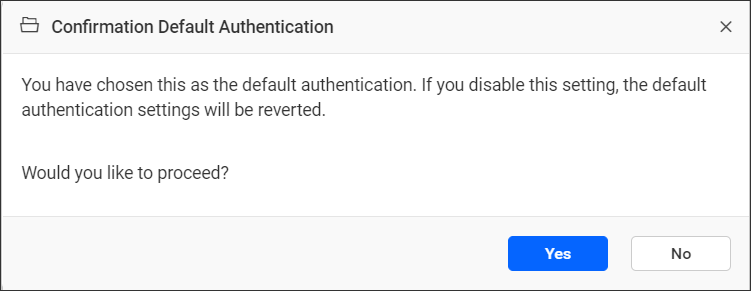 Confirmation Default Authentication
You have chosen this as the default authentication. If you disable this setting, the default
authentication settings will be reverted.
Would you like to proceed?
Yes
No